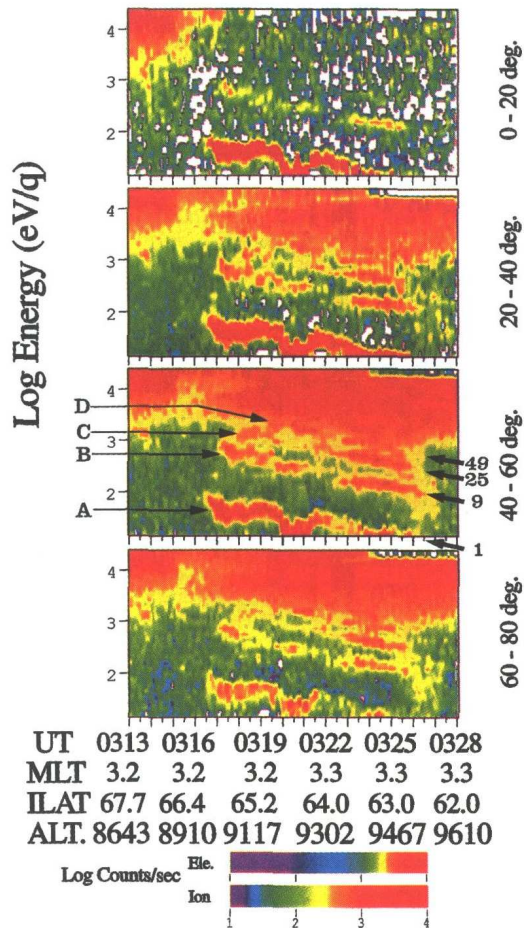 Log Energy (eV/q)
4
3
2
0 - 20 deg.
4
3
2
20 - 40 deg.
4
3
2
D
C
B
A
49
25
9
1
40 - 60 deg.
4
3
2
60 - 80 deg.
UT 0313 0316 0319 0322 0325 0328
MLT 3.2 3.2 3.2 3.3 3.3 3.3
ILAT 67.7 66.4 65.2 64.0 63.0 62.0
ALT. 8643 8910 9117 9302 9467 9610
Log Counts/sec
Ele.
Ion
1 2 3 4